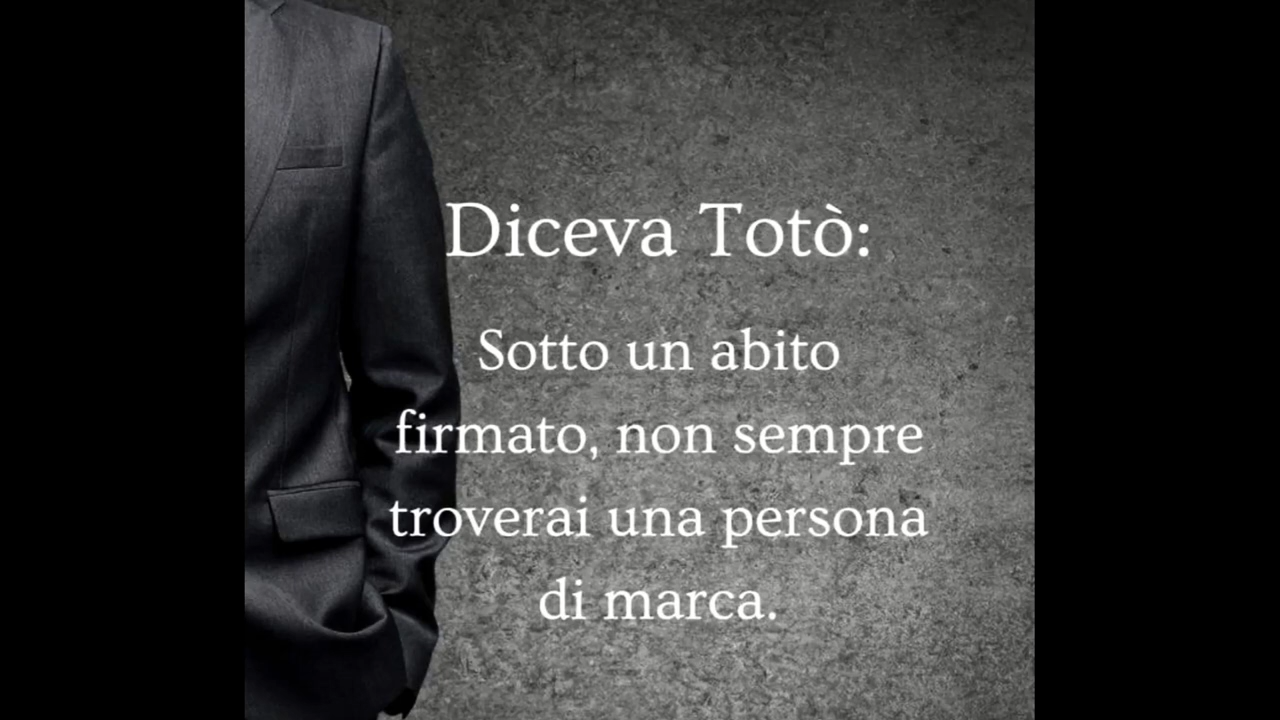 Diceva Totò:
Sotto un abito
firmato, non sempre
troverai una persona
di marca.